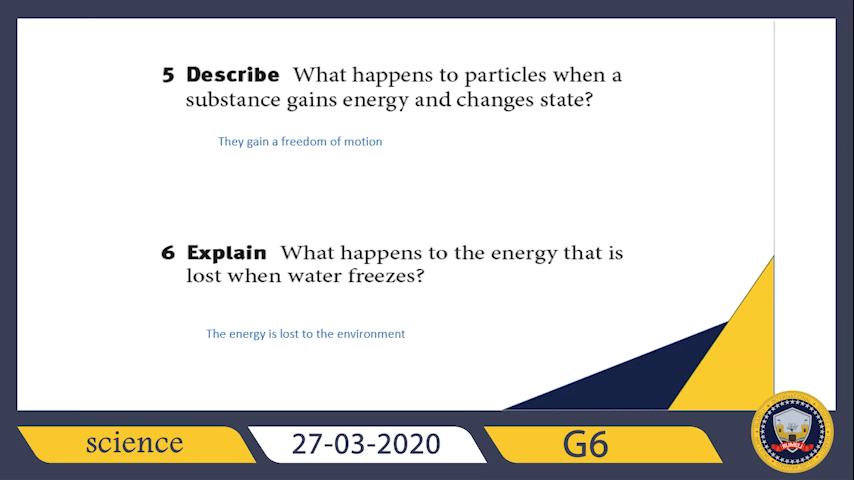 5 Describe What happens to particles when a
substance gains energy and changes state?
They gain a freedom of motion
6 Explain What happens to the energy that is
lost when water freezes?
The energy is lost to the environment
science
27-03-2020
G6